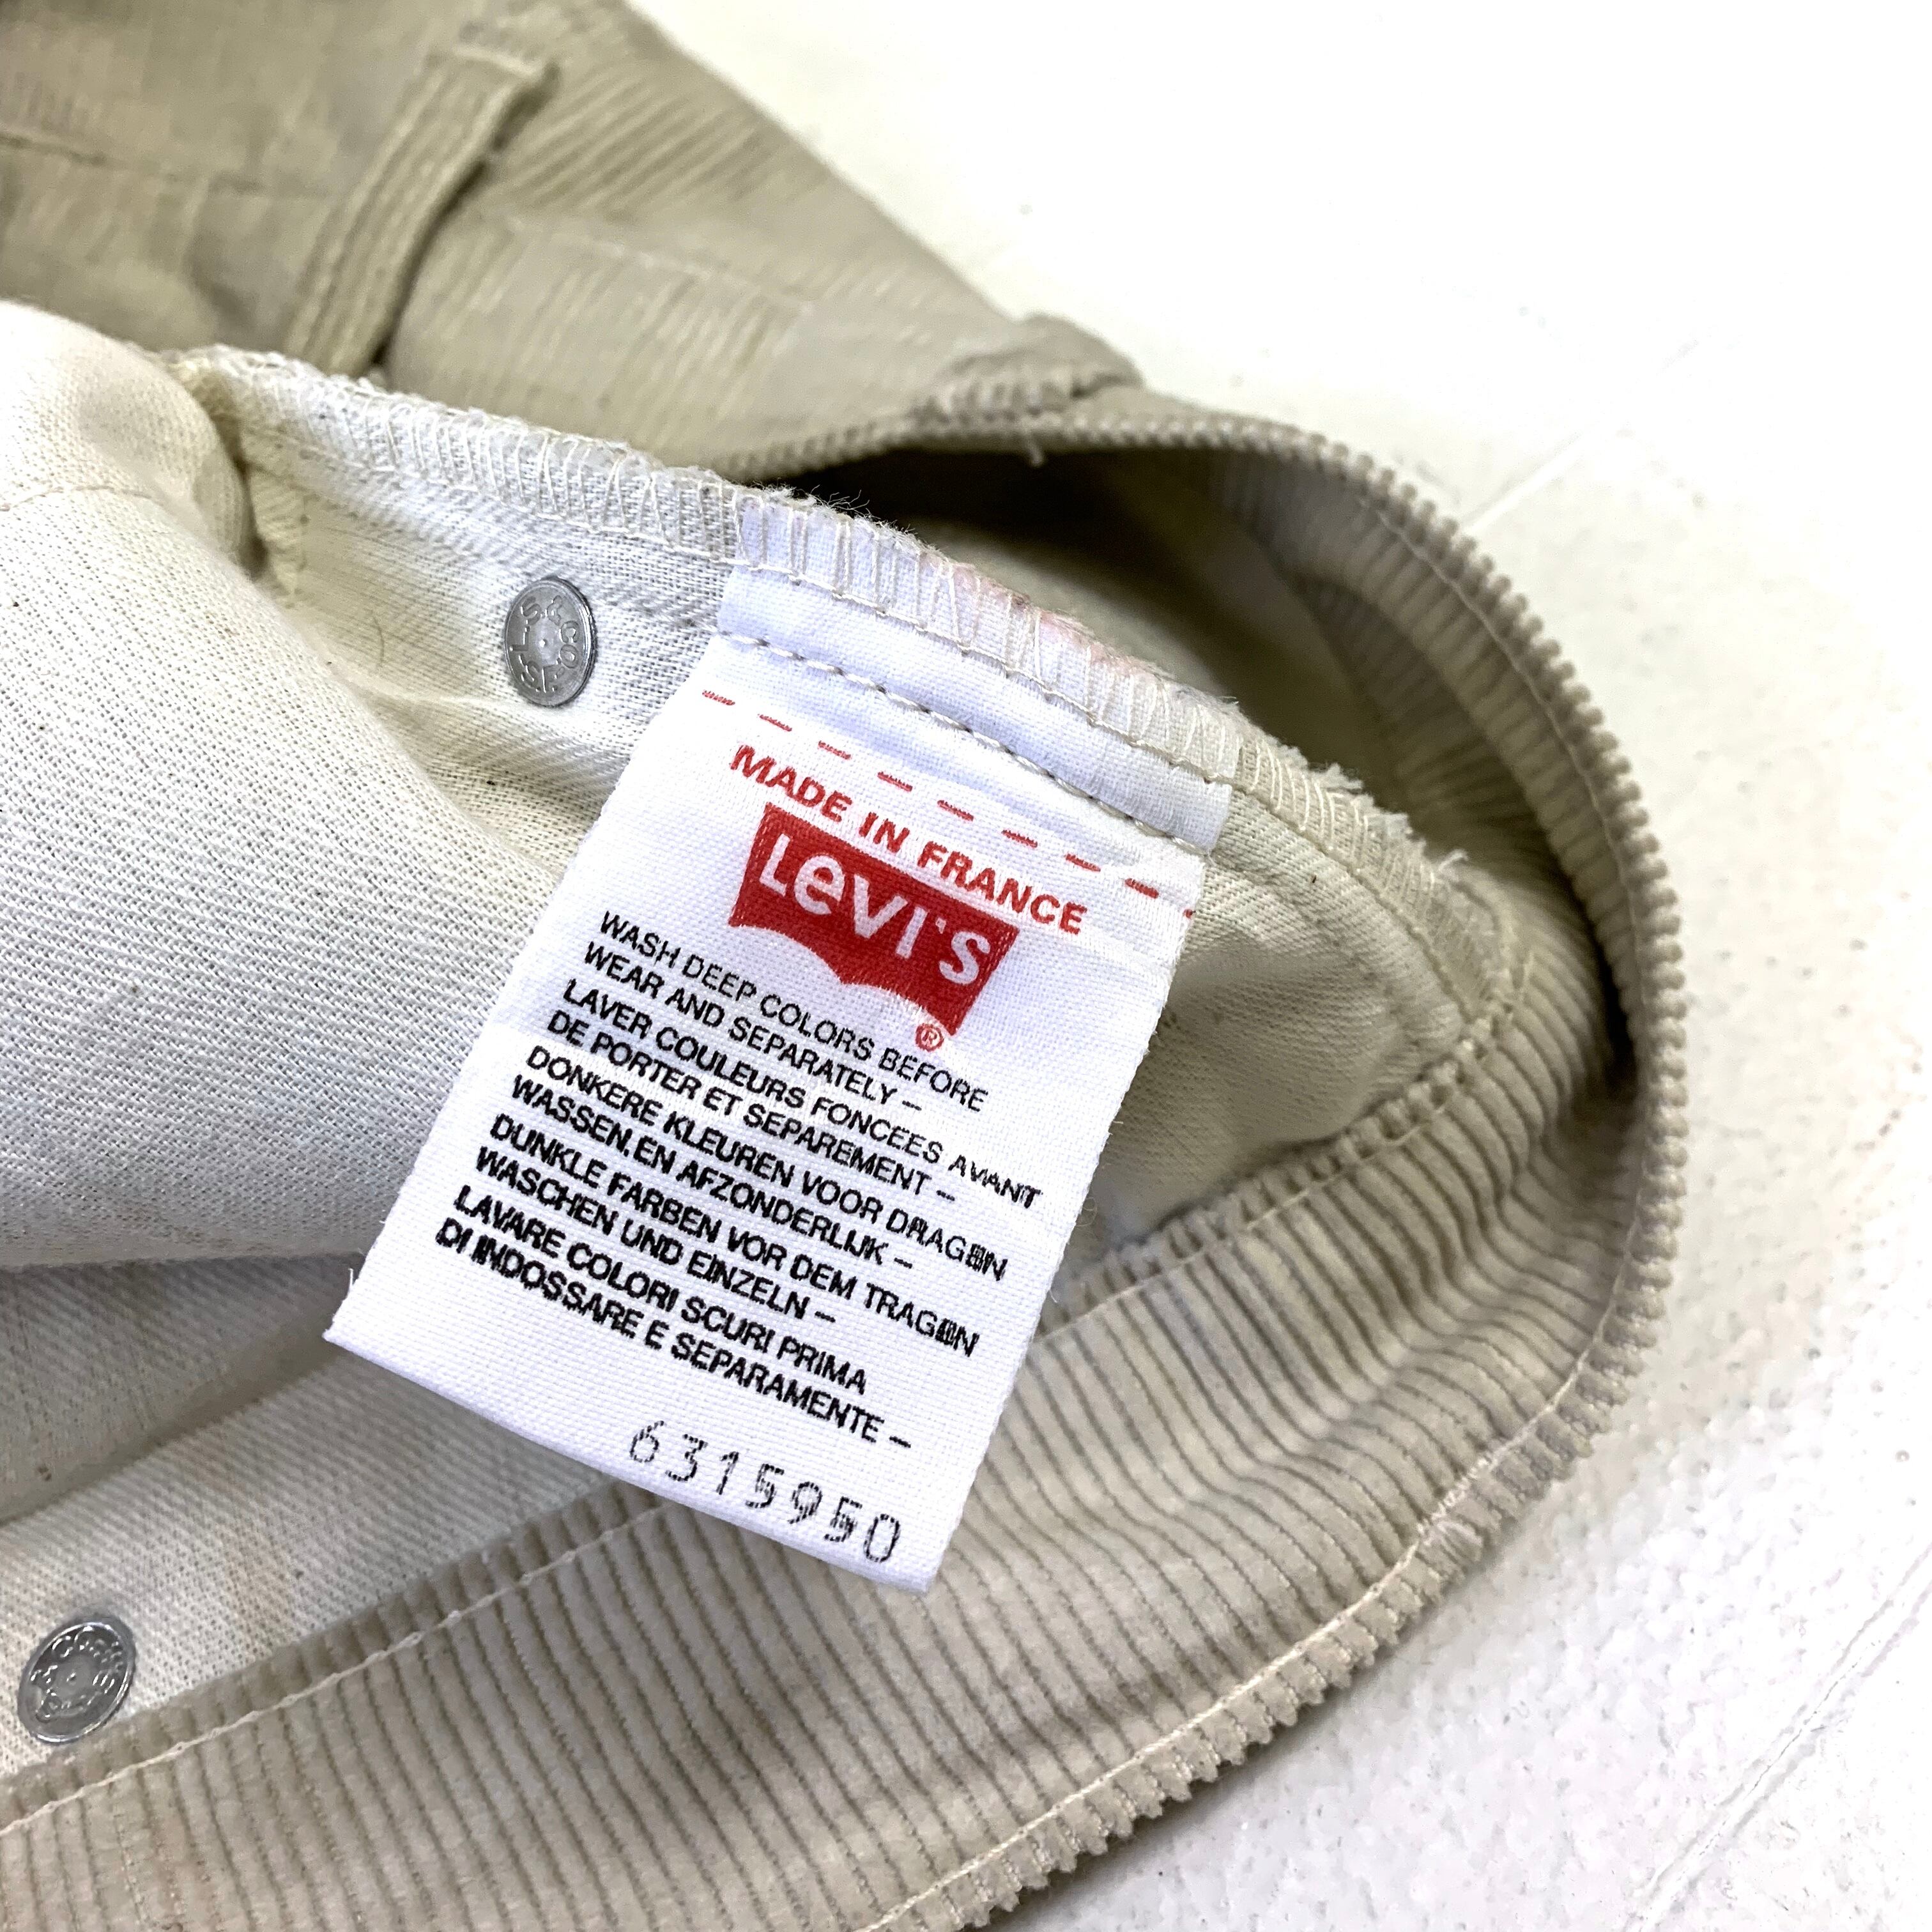 MADE IN FRANCE
Levi's
®
WASH DEEP COLORS BEFORE
WEAR AND SEPARATELY –
LAVER COULEURS FONCEES AVANT
DE PORTER ET SEPAREMENT –
DONKERE KLEUREN VOOR DRAGEN
WASSEN, EN AFZONDERLIJK –
DUNKLE FARBEN VOR DEM TRAGEN
WASCHEN UND EINZELN –
LAVARE COLORI SCURI PRIMA
DI INDOSSARE E SEPARAMENTE –
6315950
L.S. & CO. S.F.